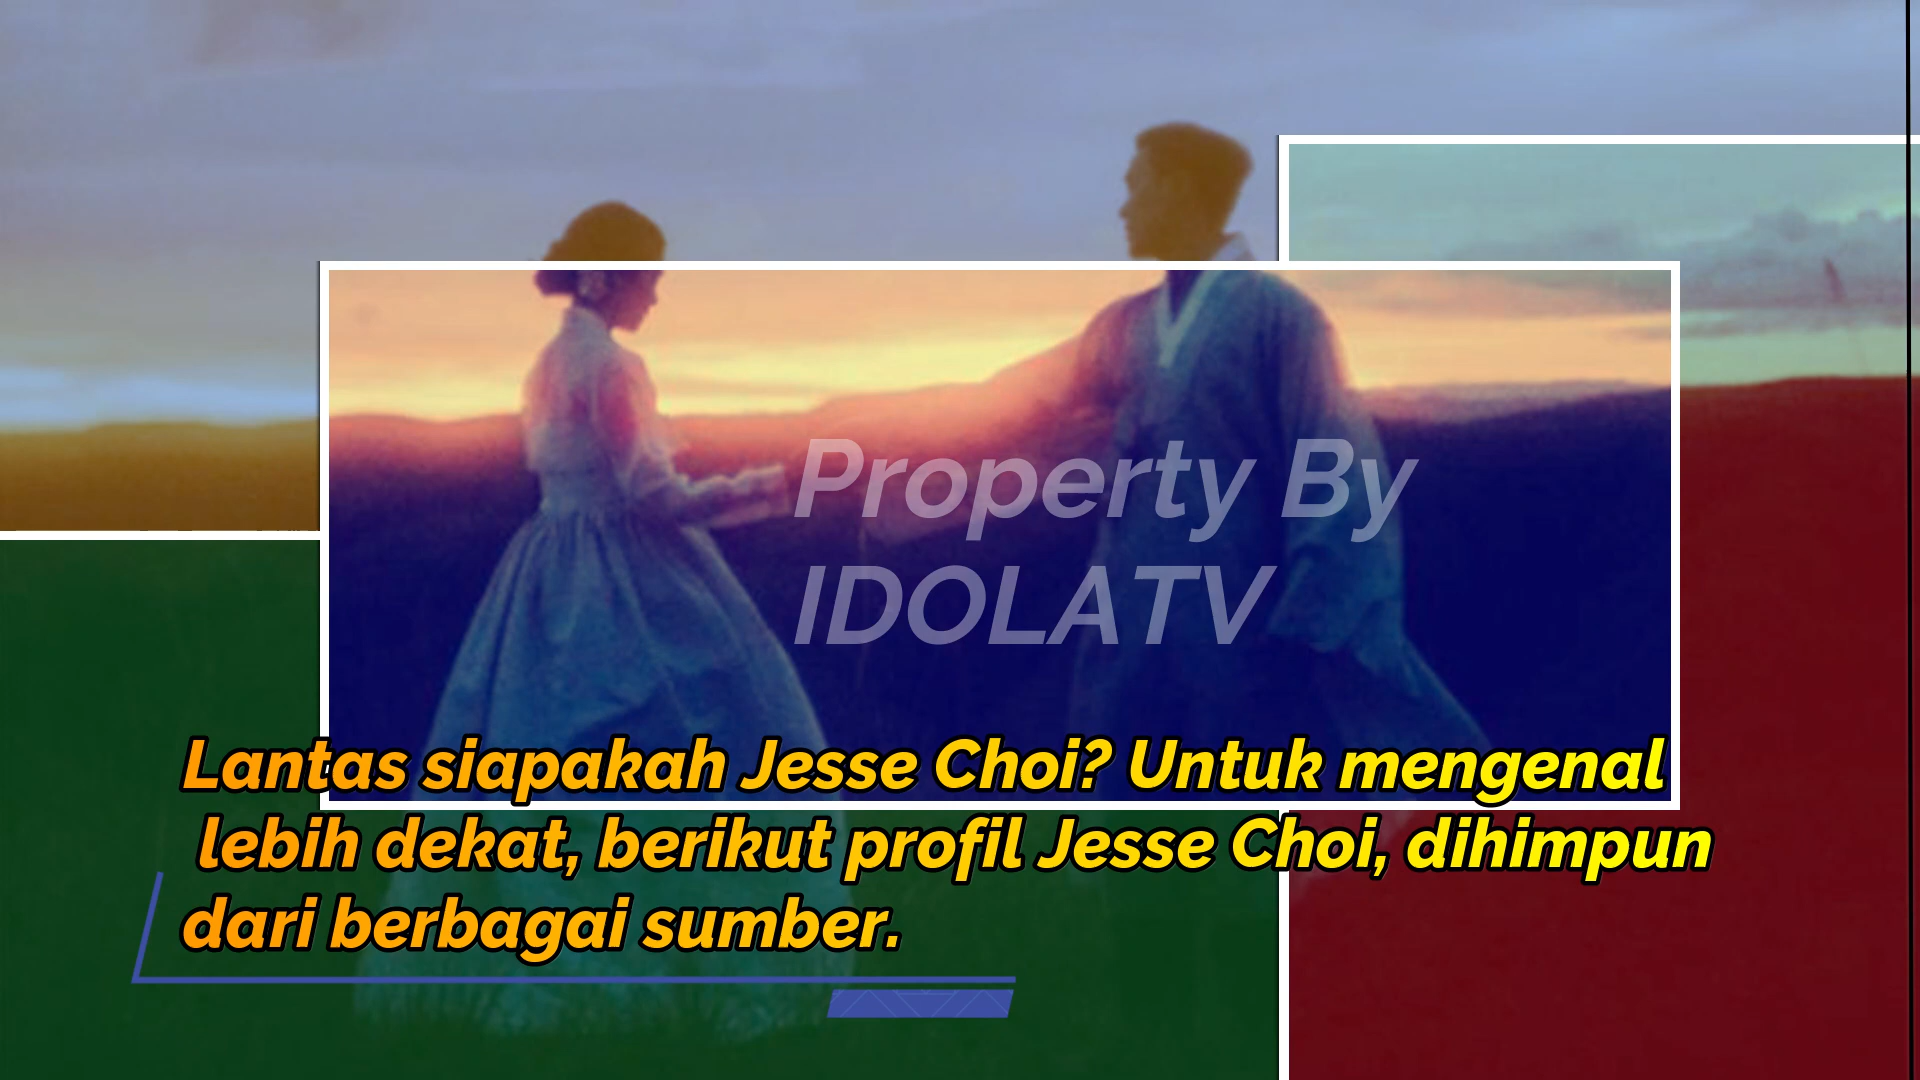 Property By
IDOLATV
Lantas siapakah Jesse Choi? Untuk mengenal
lebih dekat, berikut profil Jesse Choi, dihimpun
dari berbagai sumber.